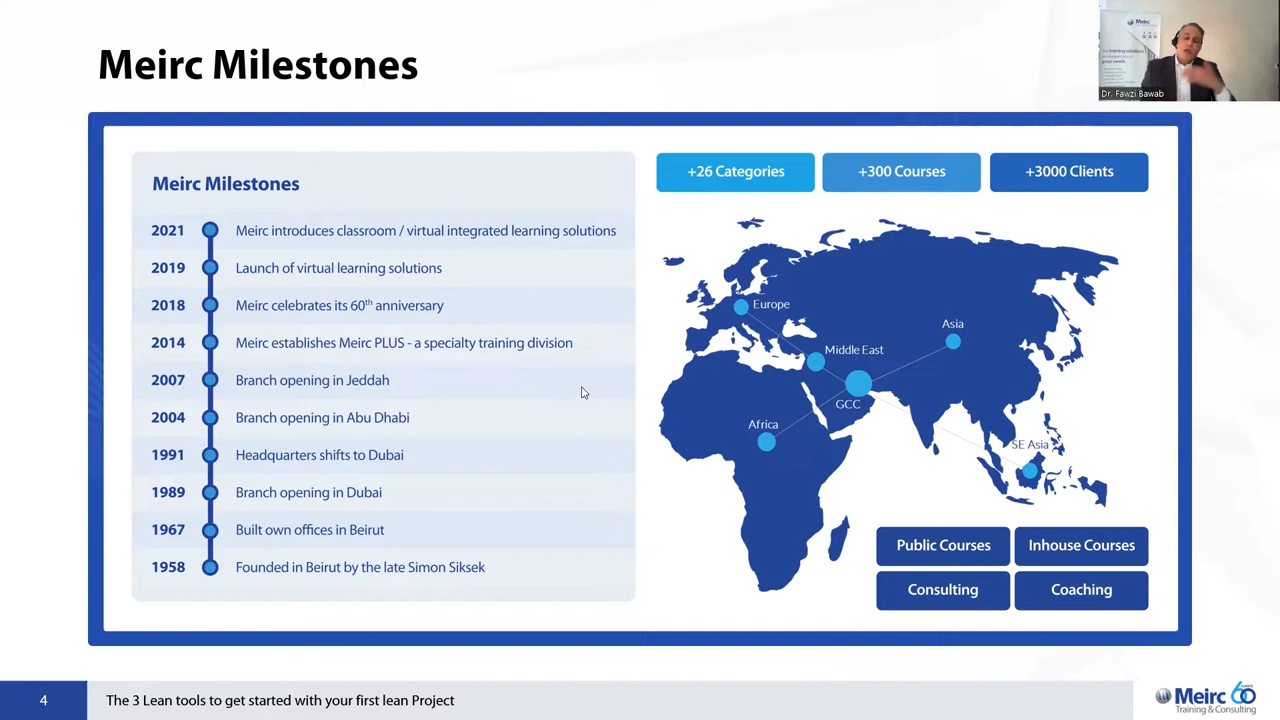 Meirc Milestones
Meirc
Dr. Fawzi Bawab
Meirc Milestones
2021 Meirc introduces classroom / virtual integrated learning solutions
2019 Launch of virtual learning solutions
2018 Meirc celebrates its 60th anniversary
2014 Meirc establishes Meirc PLUS - a specialty training division
2007 Branch opening in Jeddah
2004 Branch opening in Abu Dhabi
1991 Headquarters shifts to Dubai
1989 Branch opening in Dubai
1967 Built own offices in Beirut
1958 Founded in Beirut by the late Simon Siksek
+26 Categories
+300 Courses
+3000 Clients
Europe
Asia
Middle East
GCC
Africa
SE Asia
Public Courses
Inhouse Courses
Consulting
Coaching
4
The 3 Lean tools to get started with your first lean Project
Meirc 60
Training & Consulting